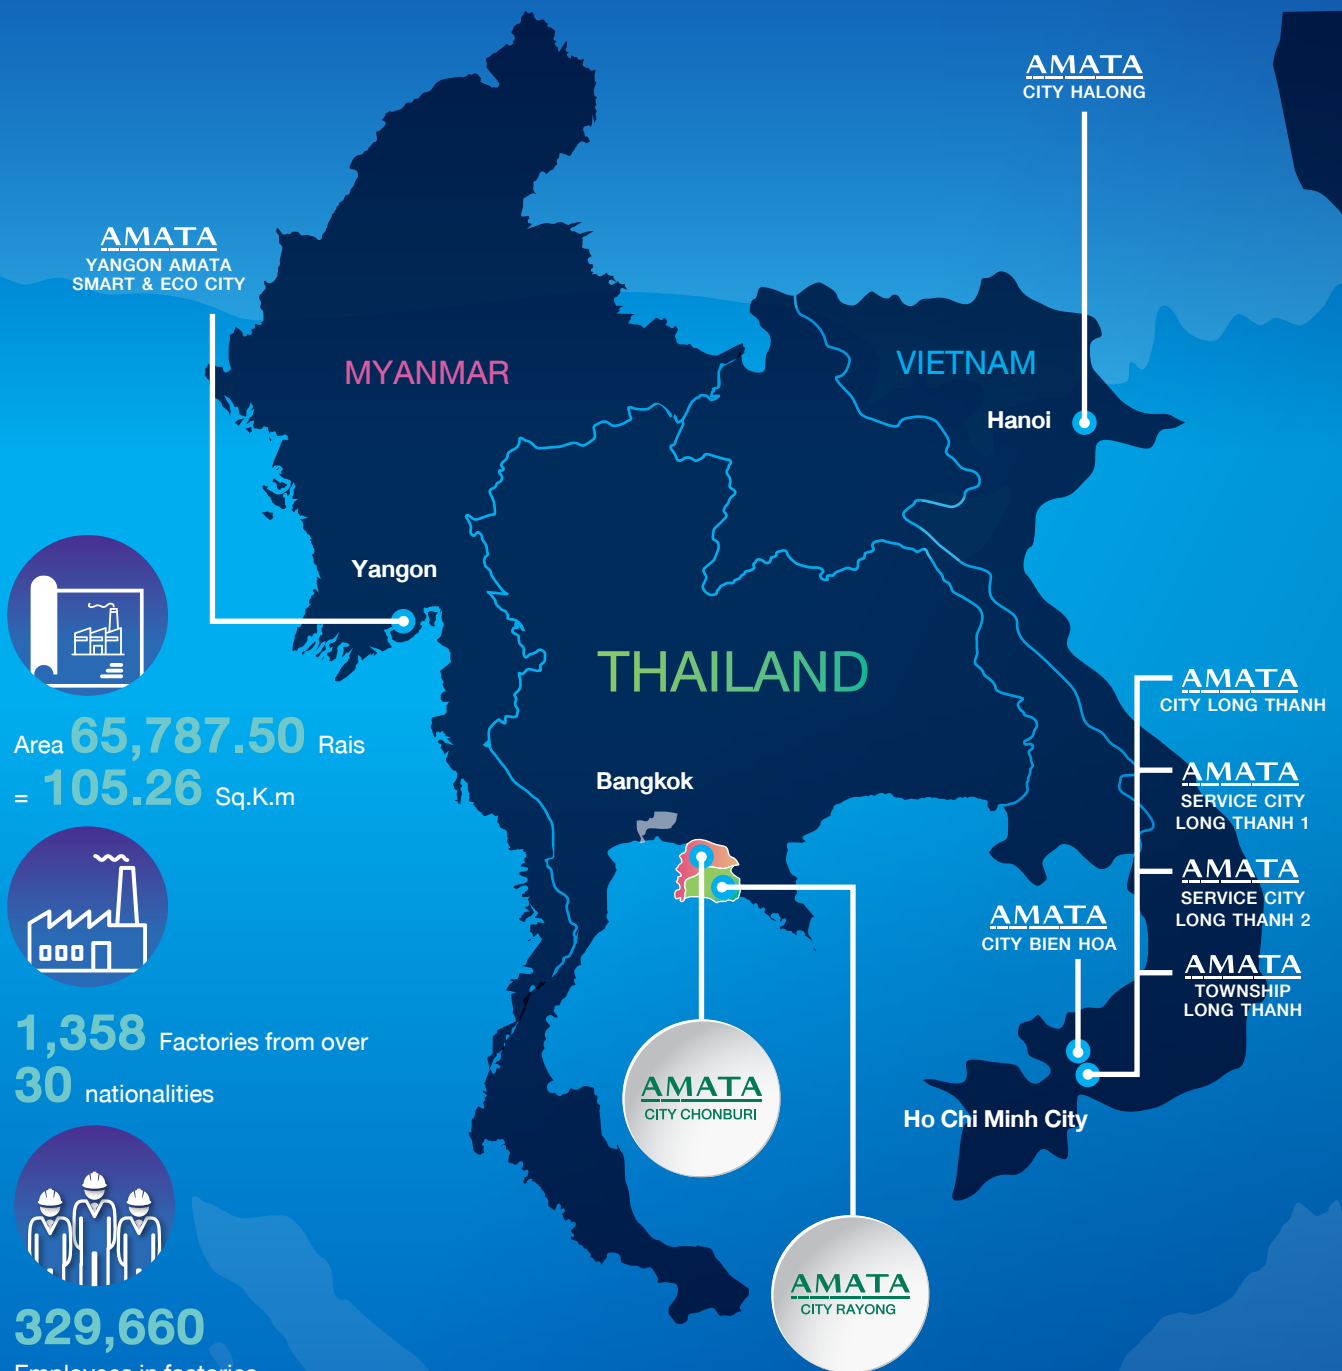 AMATA
CITY HALONG
AMATA
YANGON AMATA
SMART & ECO CITY
MYANMAR
VIETNAM
Hanoi
Yangon
THAILAND
Bangkok
Area 65,787.50 Rais
= 105.26 Sq.K.m
1,358 Factories from over
30 nationalities
329,660
Employees in factories
AMATA
CITY LONG THANH
AMATA
SERVICE CITY
LONG THANH 1
AMATA
SERVICE CITY
LONG THANH 2
AMATA
TOWNSHIP
LONG THANH
AMATA
CITY BIEN HOA
Ho Chi Minh City
AMATA
CITY CHONBURI
AMATA
CITY RAYONG